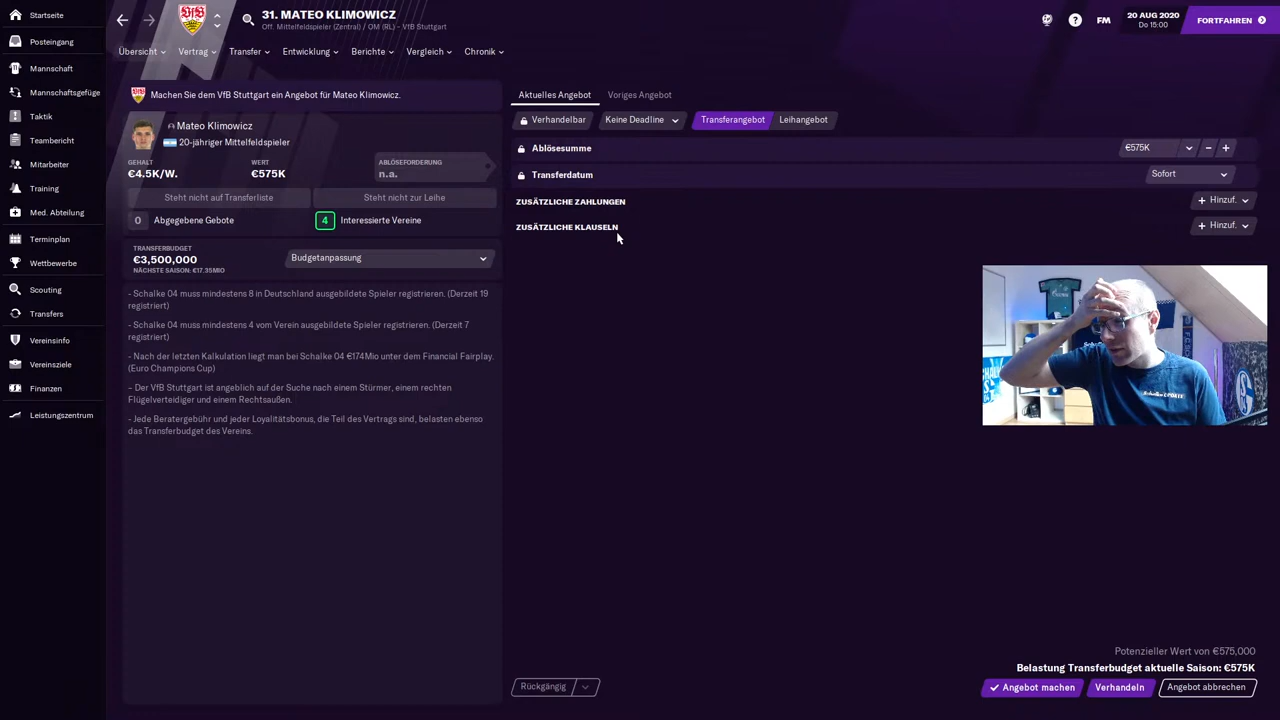 31. MATEO KLIMOWICZ
Off. Mittelfeldspieler (Zentral) / OM (RL) – VfB Stuttgart
FM
20 AUG 2020
Do 15:00
FORTFAHREN
Startseite
Posteingang
Mannschaft
Mannschaftsgefüge
Taktik
Teambericht
Mitarbeiter
Training
Med. Abteilung
Terminplan
Wettbewerbe
Scouting
Transfers
Vereinsinfo
Vereinsziele
Finanzen
Leistungszentrum
Übersicht
Vertrag
Transfer
Entwicklung
Berichte
Vergleich
Chronik
Machen Sie dem VfB Stuttgart ein Angebot für Mateo Klimowicz.
Mateo Klimowicz
20-jähriger Mittelfeldspieler
GEHALT
€4.5K/W.
WERT
€575K
ABLÖSEFORDERUNG
n.a.
Steht nicht auf Transferliste
Steht nicht zur Leihe
0 Abgegebene Gebote
4 Interessierte Vereine
TRANSFERBUDGET
€3,500,000
NÄCHSTE SAISON: €17.35MIO
Budgetanpassung
- Schalke 04 muss mindestens 8 in Deutschland ausgebildete Spieler registrieren. (Derzeit 19
registriert)
- Schalke 04 muss mindestens 4 vom Verein ausgebildete Spieler registrieren. (Derzeit 7
registriert)
- Nach der letzten Kalkulation liegt man bei Schalke 04 €174Mio unter dem Financial Fairplay.
(Euro Champions Cup)
- Der VfB Stuttgart ist angeblich auf der Suche nach einem Stürmer, einem rechten
Flügelverteidiger und einem Rechtsaußen.
- Jede Beratergebühr und jeder Loyalitätsbonus, die Teil des Vertrags sind, belasten ebenso
das Transferbudget des Vereins.
Aktuelles Angebot
Voriges Angebot
Verhandelbar
Keine Deadline
Transferangebot
Leihangebot
Ablösesumme
€575K
Transferdatum
Sofort
ZUSÄTZLICHE ZAHLUNGEN
+ Hinzuf.
ZUSÄTZLICHE KLAUSELN
+ Hinzuf.
Potenzieller Wert von €575,000
Belastung Transferbudget aktuelle Saison: €575K
Rückgängig
Angebot machen
Verhandeln
Angebot abbrechen